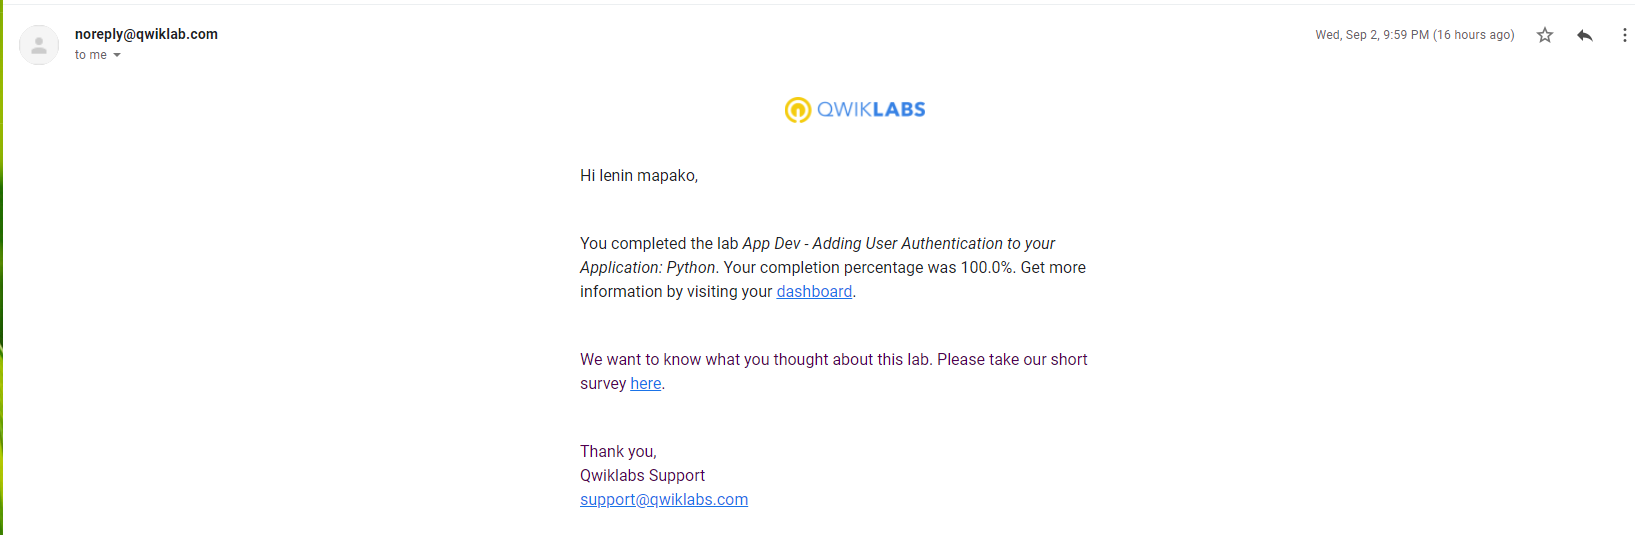 noreply@qwiklab.com
Wed, Sep 2, 9:59 PM (16 hours ago)
to me
QWIKLABS
Hi lenin mapako,
You completed the lab App Dev - Adding User Authentication to your
Application: Python. Your completion percentage was 100.0%. Get more
information by visiting your dashboard.
We want to know what you thought about this lab. Please take our short
survey here.
Thank you,
Qwiklabs Support
support@qwiklabs.com